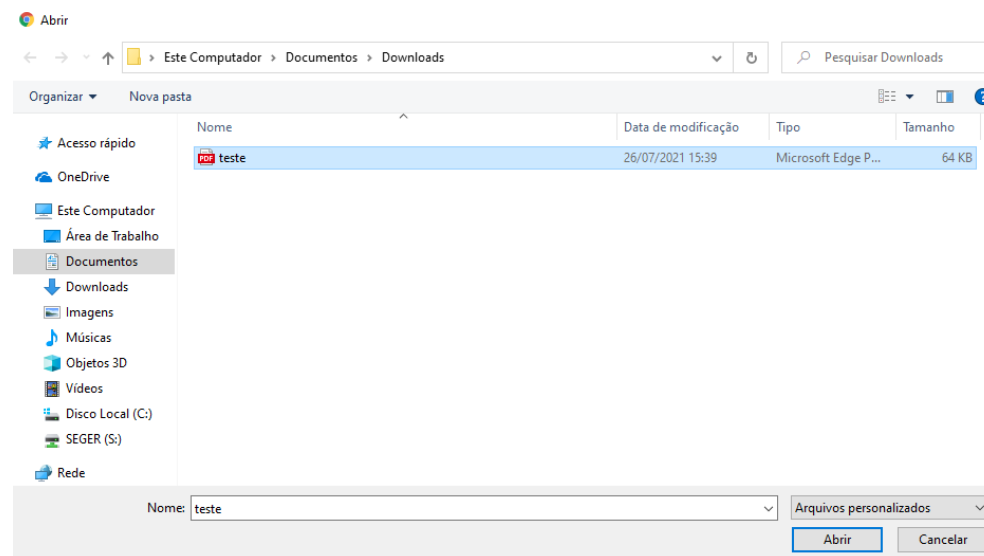 Abrir
Este Computador > Documentos > Downloads
Pesquisar Downloads
Organizar
Nova pasta
Nome
Data de modificação
Tipo
Tamanho
PDF teste
26/07/2021 15:39
Microsoft Edge P...
64 KB
Acesso rápido
OneDrive
Este Computador
Área de Trabalho
Documentos
Downloads
Imagens
Músicas
Objetos 3D
Vídeos
Disco Local (C:)
SEGER (S:)
Rede
Nome: teste
Arquivos personalizados
Abrir
Cancelar